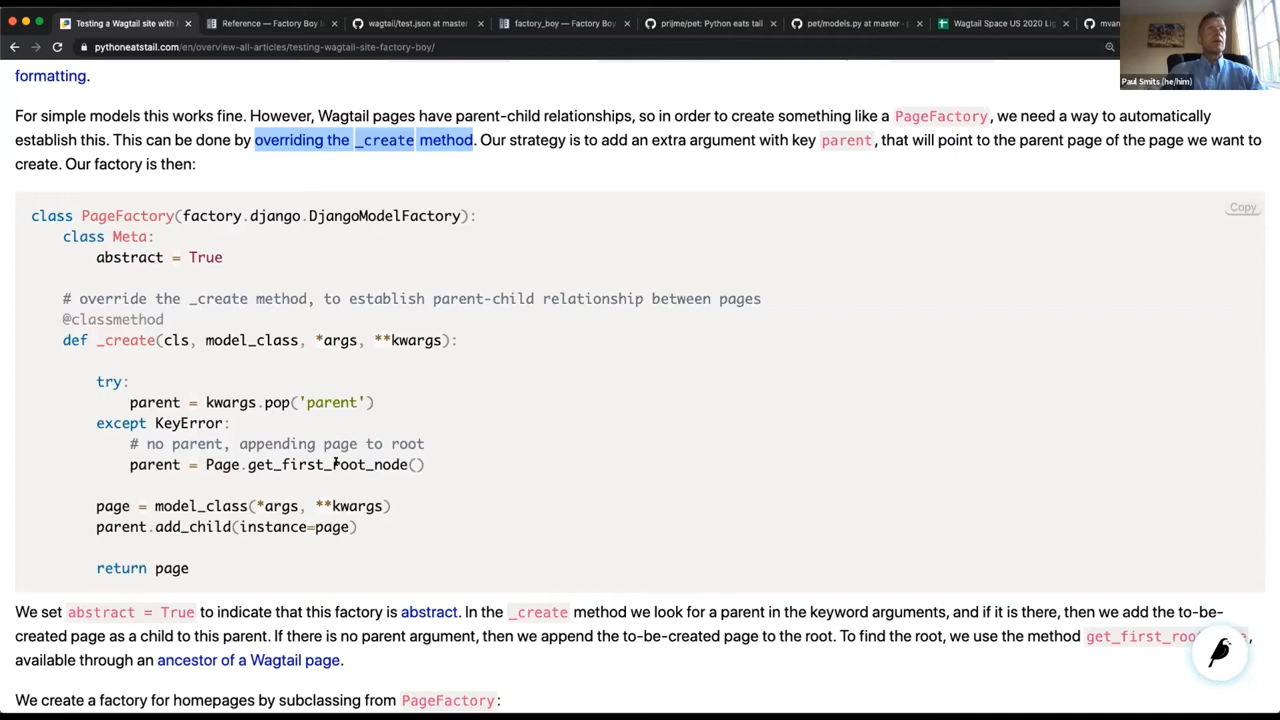 Testing a Wagtail site with
Reference — Factory Boy
wagtail/test.json at master
factory_boy — Factory Boy
prijme/pet: Python eats tail
pet/models.py at master
Wagtail Space US 2020 Lig
mvan
pythoneatstail.com/en/overview-all-articles/testing-wagtail-site-factory-boy/
Paul Smits (he/him)
formatting.
For simple models this works fine. However, Wagtail pages have parent-child relationships, so in order to create something like a PageFactory, we need a way to automatically
establish this. This can be done by overriding the _create method. Our strategy is to add an extra argument with key parent, that will point to the parent page of the page we want to
create. Our factory is then:
Copy
class PageFactory(factory.django.DjangoModelFactory):
class Meta:
abstract = True
# override the _create method, to establish parent-child relationship between pages
@classmethod
def _create(cls, model_class, *args, **kwargs):
try:
parent = kwargs.pop('parent')
except KeyError:
# no parent, appending page to root
parent = Page.get_first_root_node()
page = model_class(*args, **kwargs)
parent.add_child(instance=page)
return page
We set abstract = True to indicate that this factory is abstract. In the _create method we look for a parent in the keyword arguments, and if it is there, then we add the to-be-
created page as a child to this parent. If there is no parent argument, then we append the to-be-created page to the root. To find the root, we use the method get_first_roo
available through an ancestor of a Wagtail page.
We create a factory for homepages by subclassing from PageFactory: